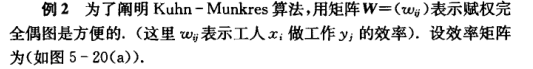 例2 为了阐明 Kuhn-Munkres 算法,用矩阵 W=(wᵢⱼ)表示赋权完
全偶图是方便的.(这里 wᵢⱼ 表示工人 xᵢ 做工作 yⱼ 的效率).设效率矩阵
为(如图 5-20(a)).